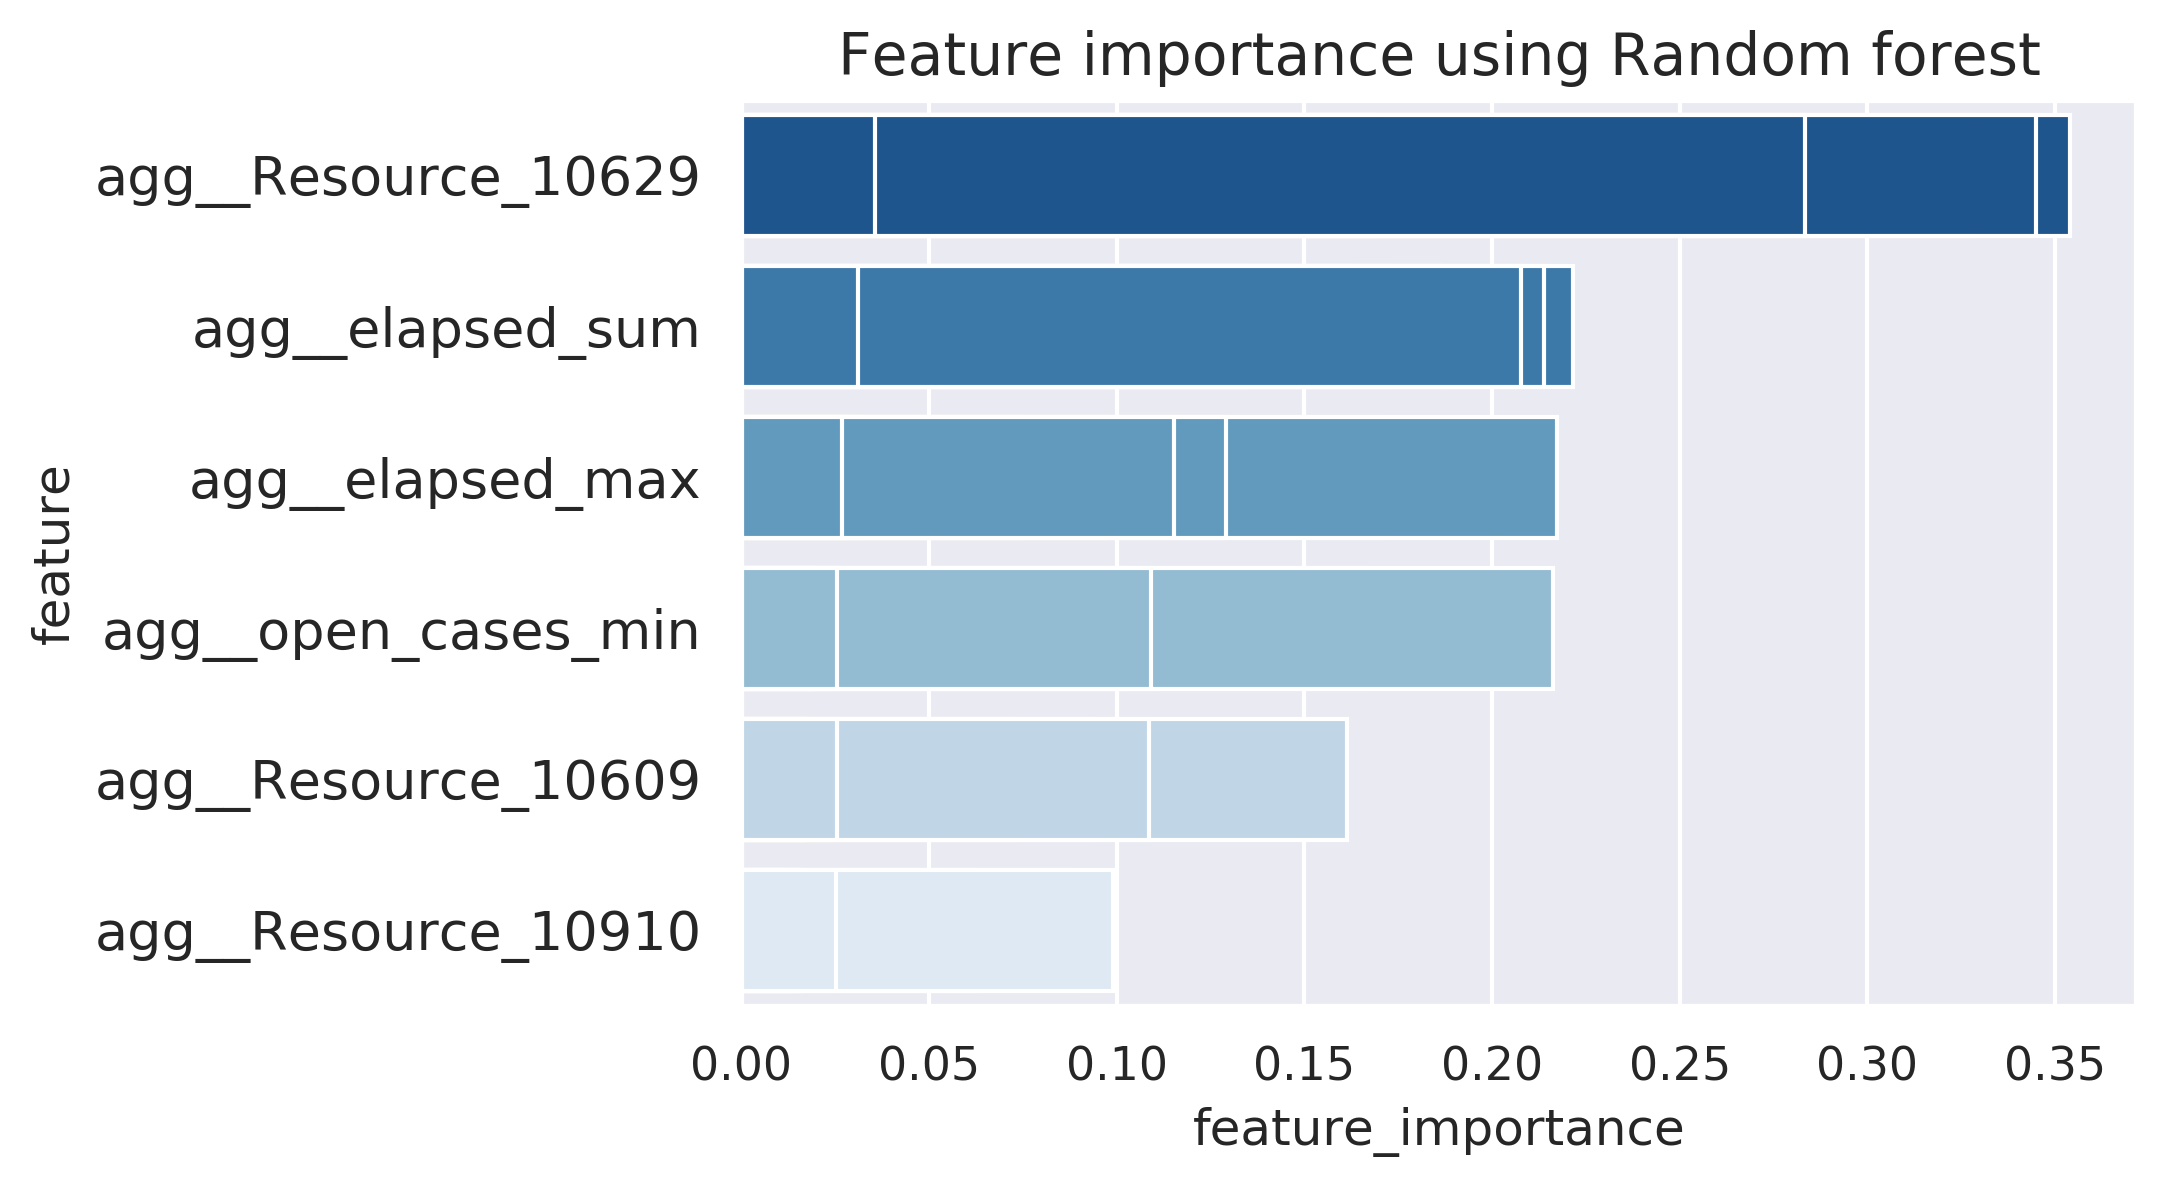 Feature importance using Random forest
feature
agg__Resource_10629
agg__elapsed_sum
agg__elapsed_max
agg__open_cases_min
agg__Resource_10609
agg__Resource_10910
0.00 0.05 0.10 0.15 0.20 0.25 0.30 0.35
feature_importance